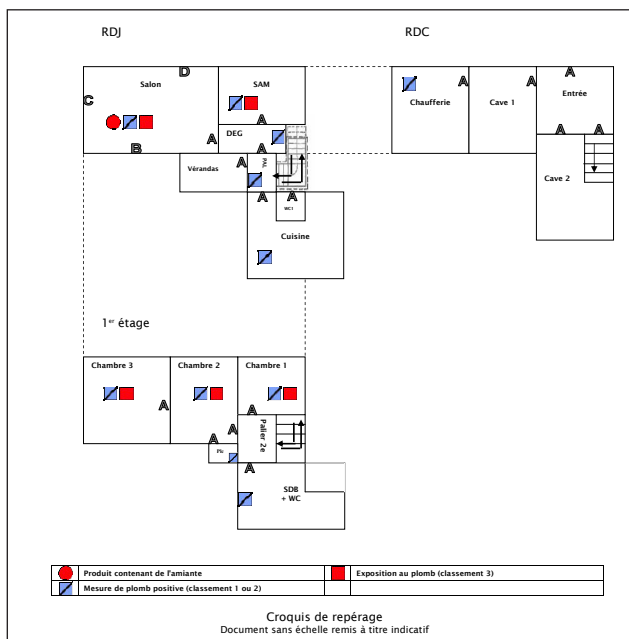 RDJ
RDC
D
Salon
SAM
C
A
B
A
DEG
A
A
Vérandas
PAL
A
A
WC1
Cuisine
A
A
A
Entrée
Chaufferie
Cave 1
A
A
Cave 2
1er étage
Chambre 3
Chambre 2
Chambre 1
A
A
A
A
Palier 2e
A
SDB
+ WC
Produit contenant de l'amiante
Exposition au plomb (classement 3)
Mesure de plomb positive (classement 1 ou 2)
Croquis de repérage
Document sans échelle remis à titre indicatif